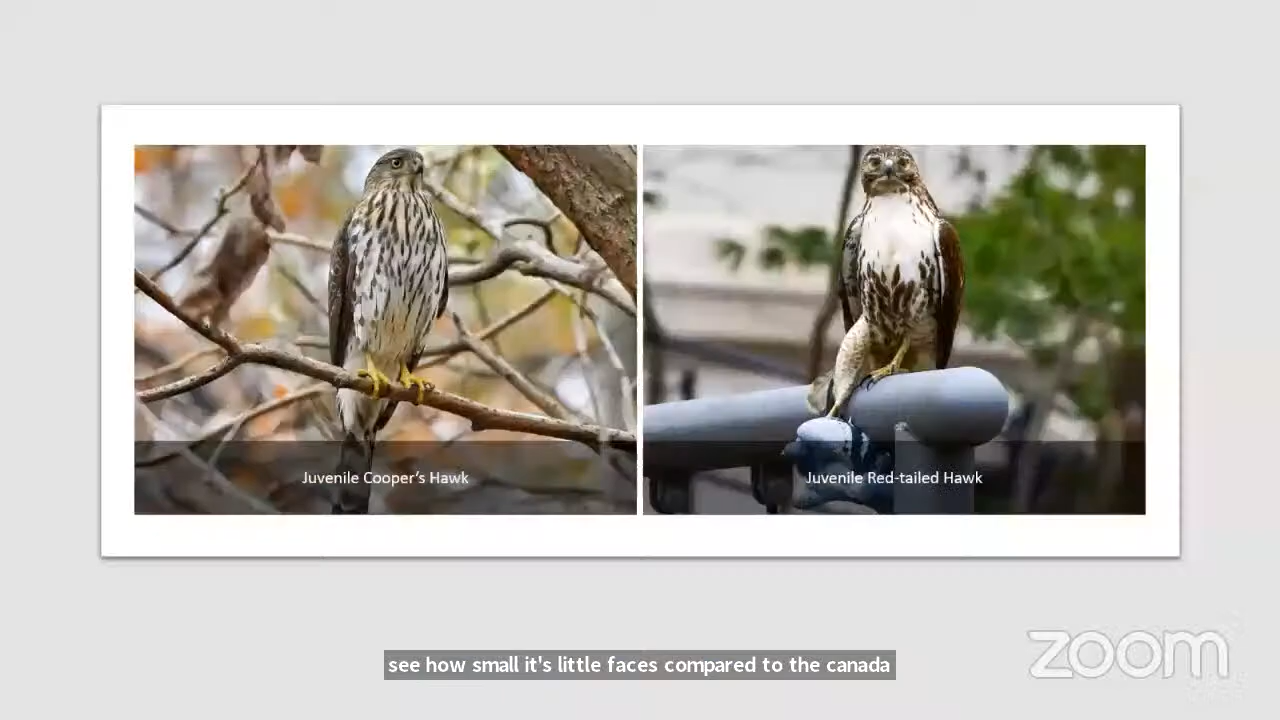 Juvenile Cooper's Hawk
Juvenile Red-tailed Hawk
see how small it's little faces compared to the canada
zoom